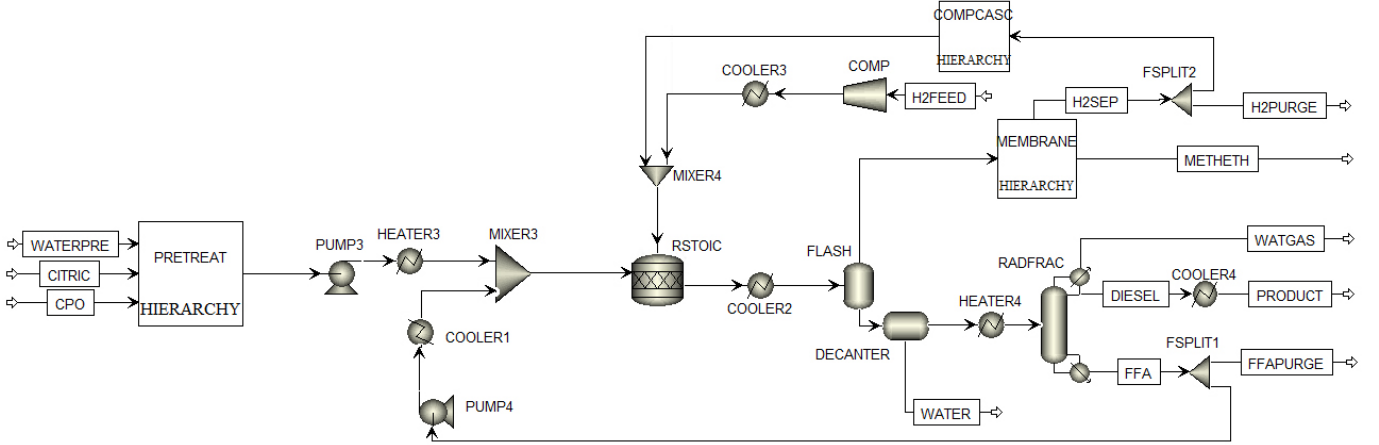 COMPCASC
HIERARCHY
COOLER3
COMP
H2FEED
FSPLIT2
H2SEP
H2PURGE
MEMBRANE
HIERARCHY
METHETH
MIXER4
WATERPRE
CITRIC
CPO
PRETREAT
HIERARCHY
PUMP3
HEATER3
MIXER3
RSTOIC
COOLER2
FLASH
DECANTER
HEATER4
RADFRAC
WATGAS
DIESEL
COOLER4
PRODUCT
COOLER1
FFA
FSPLIT1
FFAPURGE
PUMP4
WATER